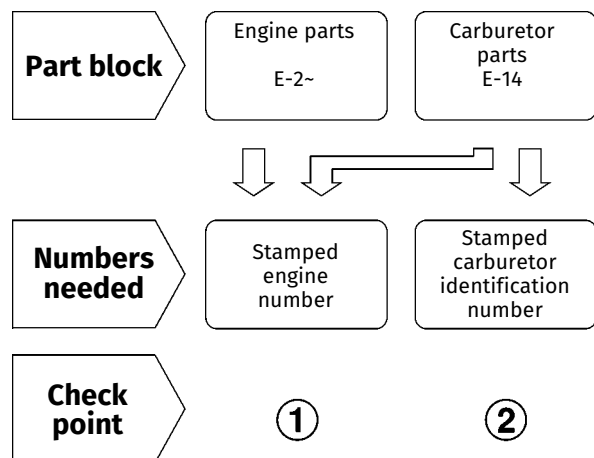 Part block
Engine parts
E-2~
Carburetor
parts
E-14
Numbers
needed
Stamped
engine
number
Stamped
carburetor
identification
number
Check
point
①
②